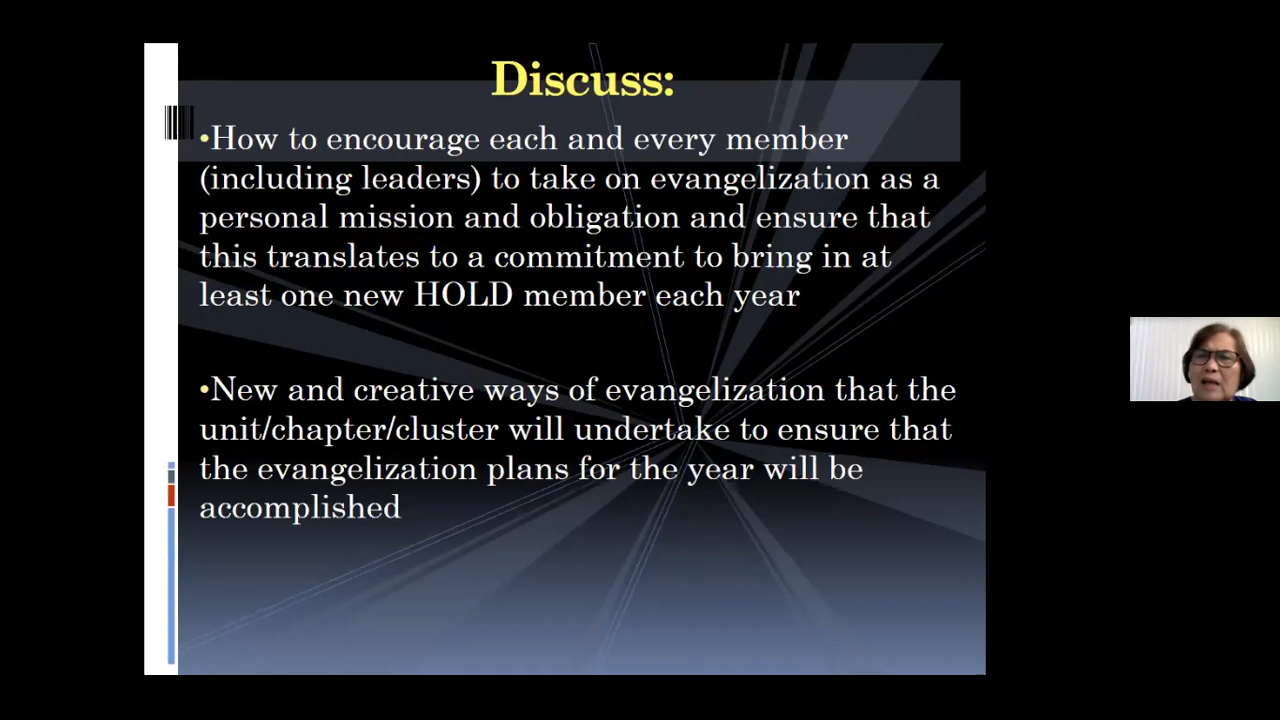 Discuss:
•How to encourage each and every member
(including leaders) to take on evangelization as a
personal mission and obligation and ensure that
this translates to a commitment to bring in at
least one new HOLD member each year
•New and creative ways of evangelization that the
unit/chapter/cluster will undertake to ensure that
the evangelization plans for the year will be
accomplished